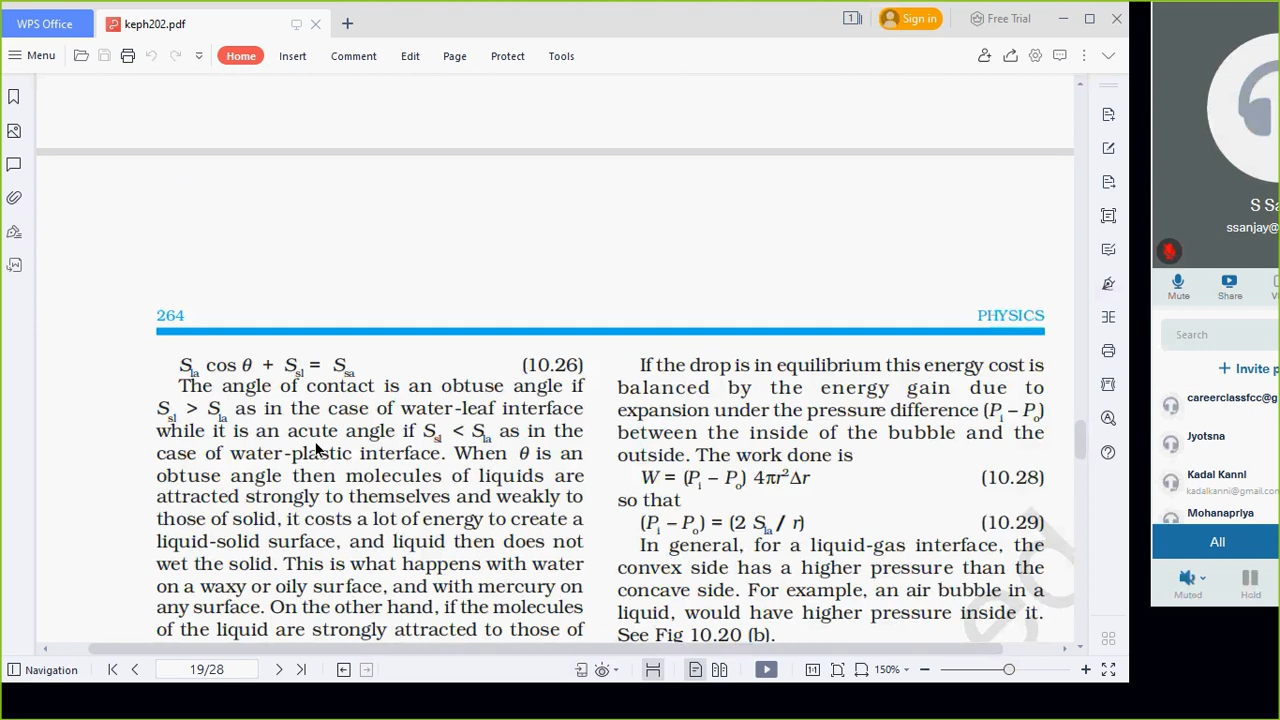 WPS Office
keph202.pdf
1
Sign in
Free Trial
Menu
Home
Insert
Comment
Edit
Page
Protect
Tools
264
PHYSICS
Sla cos θ + Ssl = Ssa (10.26)
The angle of contact is an obtuse angle if
Ssl > Sla as in the case of water-leaf interface
while it is an acute angle if Ssl < Sla as in the
case of water-plastic interface. When θ is an
obtuse angle then molecules of liquids are
attracted strongly to themselves and weakly to
those of solid, it costs a lot of energy to create a
liquid-solid surface, and liquid then does not
wet the solid. This is what happens with water
on a waxy or oily surface, and with mercury on
any surface. On the other hand, if the molecules
of the liquid are strongly attracted to those of
If the drop is in equilibrium this energy cost is
balanced by the energy gain due to
expansion under the pressure difference (Pi – Po)
between the inside of the bubble and the
outside. The work done is
W = (Pi – Po) 4πr²Δr (10.28)
so that
(Pi – Po) = (2 Sla / r) (10.29)
In general, for a liquid-gas interface, the
convex side has a higher pressure than the
concave side. For example, an air bubble in a
liquid, would have higher pressure inside it.
See Fig 10.20 (b).
Navigation
19/28
150%
S Sa
ssanjay@
Mute
Share
Search
+ Invite p
careerclassfcc@g
Jyotsna
Kadal Kanni
kadalkanni@gmail.com
Mohanapriya
All
Muted
Hold